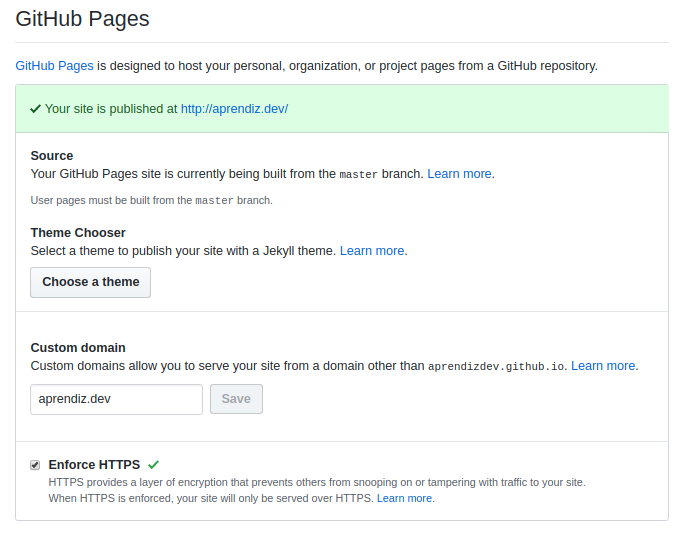 GitHub Pages
GitHub Pages is designed to host your personal, organization, or project pages from a GitHub repository.
Your site is published at http://aprendiz.dev/
Source
Your GitHub Pages site is currently being built from the master branch. Learn more.
User pages must be built from the master branch.
Theme Chooser
Select a theme to publish your site with a Jekyll theme. Learn more.
Choose a theme
Custom domain
Custom domains allow you to serve your site from a domain other than aprendizdev.github.io. Learn more.
aprendiz.dev Save
Enforce HTTPS
HTTPS provides a layer of encryption that prevents others from snooping on or tampering with traffic to your site.
When HTTPS is enforced, your site will only be served over HTTPS. Learn more.